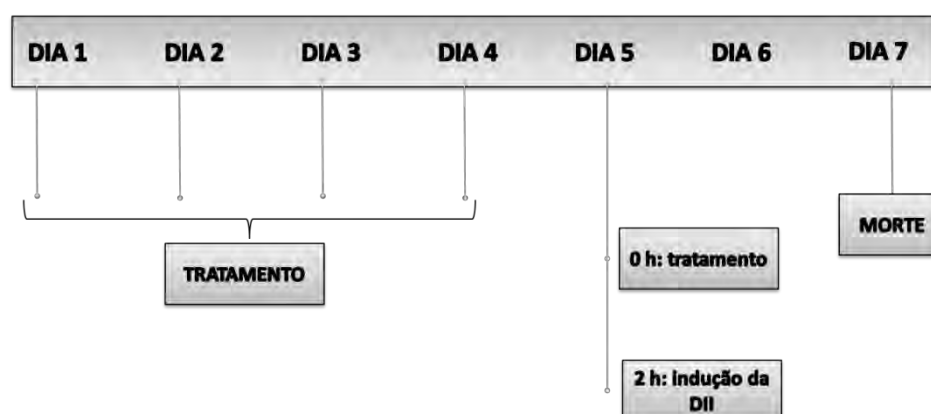 DIA 1 DIA 2 DIA 3 DIA 4 DIA 5 DIA 6 DIA 7
MORTE
TRATAMENTO
0 h: tratamento
2 h: indução da
DII